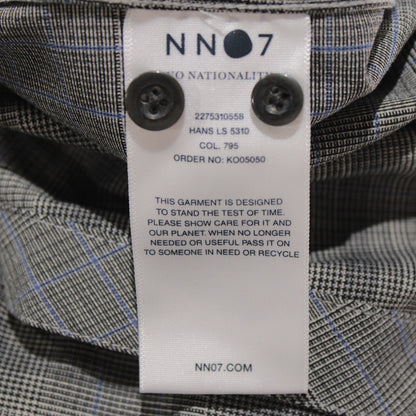 NN07
NO NATIONALITY
2275310558
HANS LS 5310
COL. 795
ORDER NO: KO05050
THIS GARMENT IS DESIGNED
TO STAND THE TEST OF TIME.
PLEASE SHOW CARE FOR IT AND
OUR PLANET. WHEN NO LONGER
NEEDED OR USEFUL PASS IT ON
TO SOMEONE IN NEED OR RECYCLE
NN07.COM